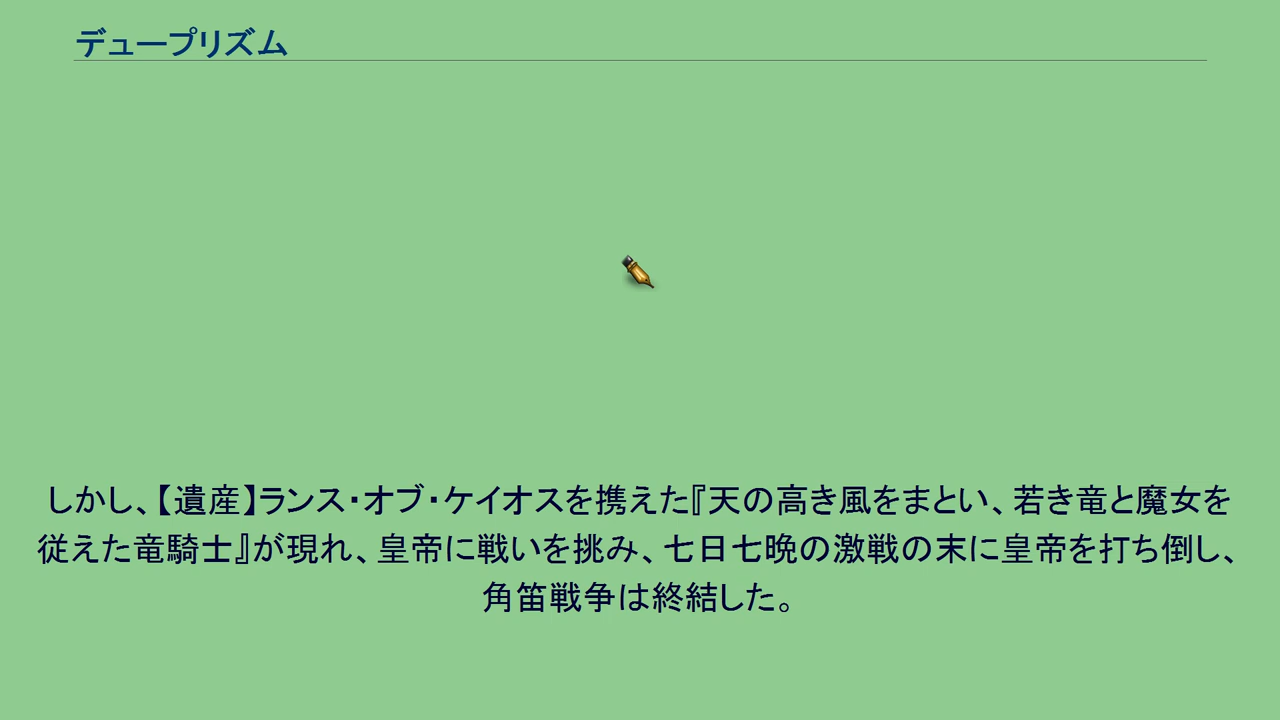 デュープリズム
しかし、【遺産】ランス・オブ・ケイオスを携えた『天の高き風をまとい、若き竜と魔女を
従えた竜騎士』が現れ、皇帝に戦いを挑み、七日七晩の激戦の末に皇帝を打ち倒し、
角笛戦争は終結した。